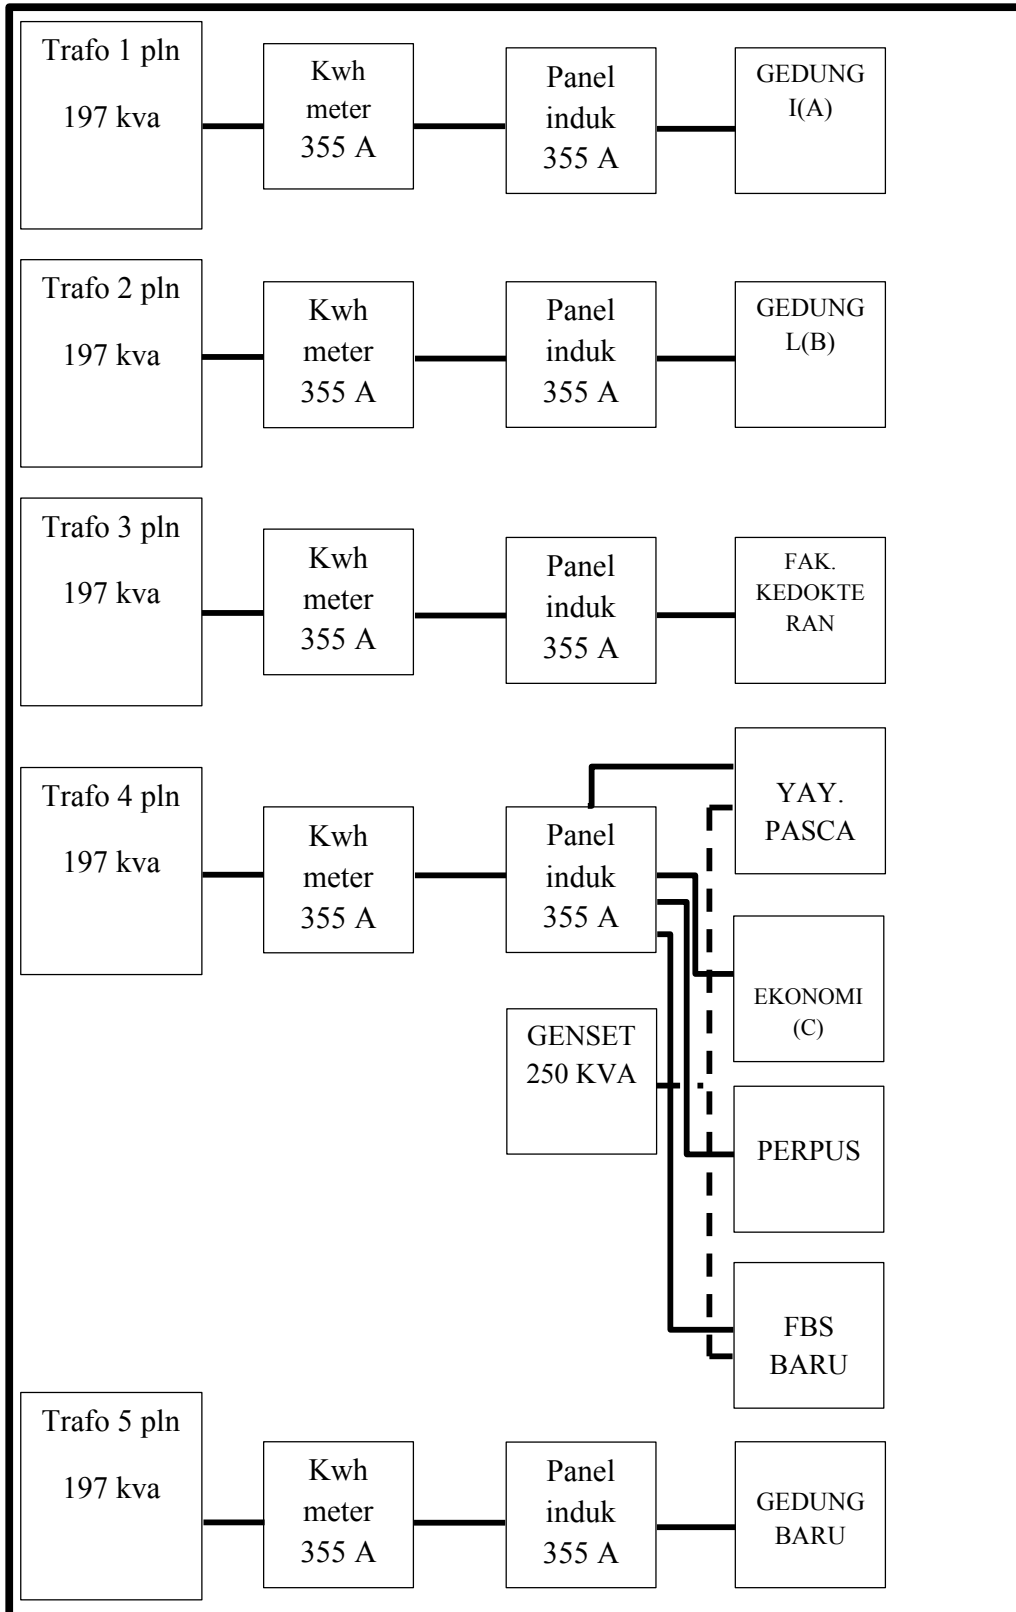 Trafo 1 pln
197 kva
Kwh
meter
355 A
Panel
induk
355 A
GEDUNG
I(A)
Trafo 2 pln
197 kva
Kwh
meter
355 A
Panel
induk
355 A
GEDUNG
L(B)
Trafo 3 pln
197 kva
Kwh
meter
355 A
Panel
induk
355 A
FAK.
KEDOKTE
RAN
Trafo 4 pln
197 kva
Kwh
meter
355 A
Panel
induk
355 A
YAY.
PASCA
EKONOMI
(C)
GENSET
250 KVA
PERPUS
FBS
BARU
Trafo 5 pln
197 kva
Kwh
meter
355 A
Panel
induk
355 A
GEDUNG
BARU